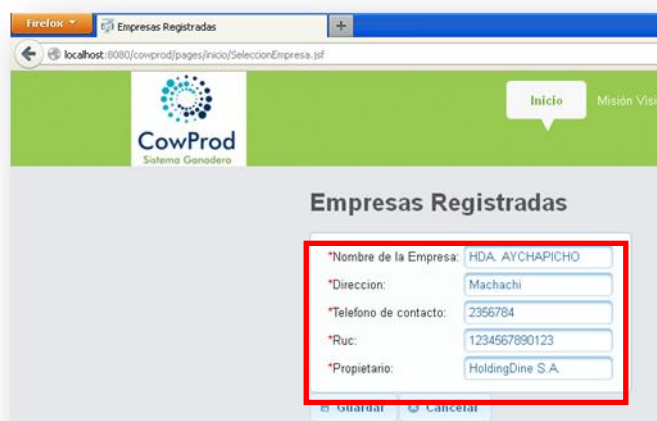 Firefox
Empresas Registradas
localhost:8080/cowprod/pages/inicio/SeleccionEmpresa.jsf
CowProd
Sistema Ganadero
Inicio Misión Visi
Empresas Registradas
*Nombre de la Empresa: HDA. AYCHAPICHO
*Direccion: Machachi
*Telefono de contacto: 2356784
*Ruc: 1234567890123
*Propietario: HoldingDine S.A.
Guardar Cancelar